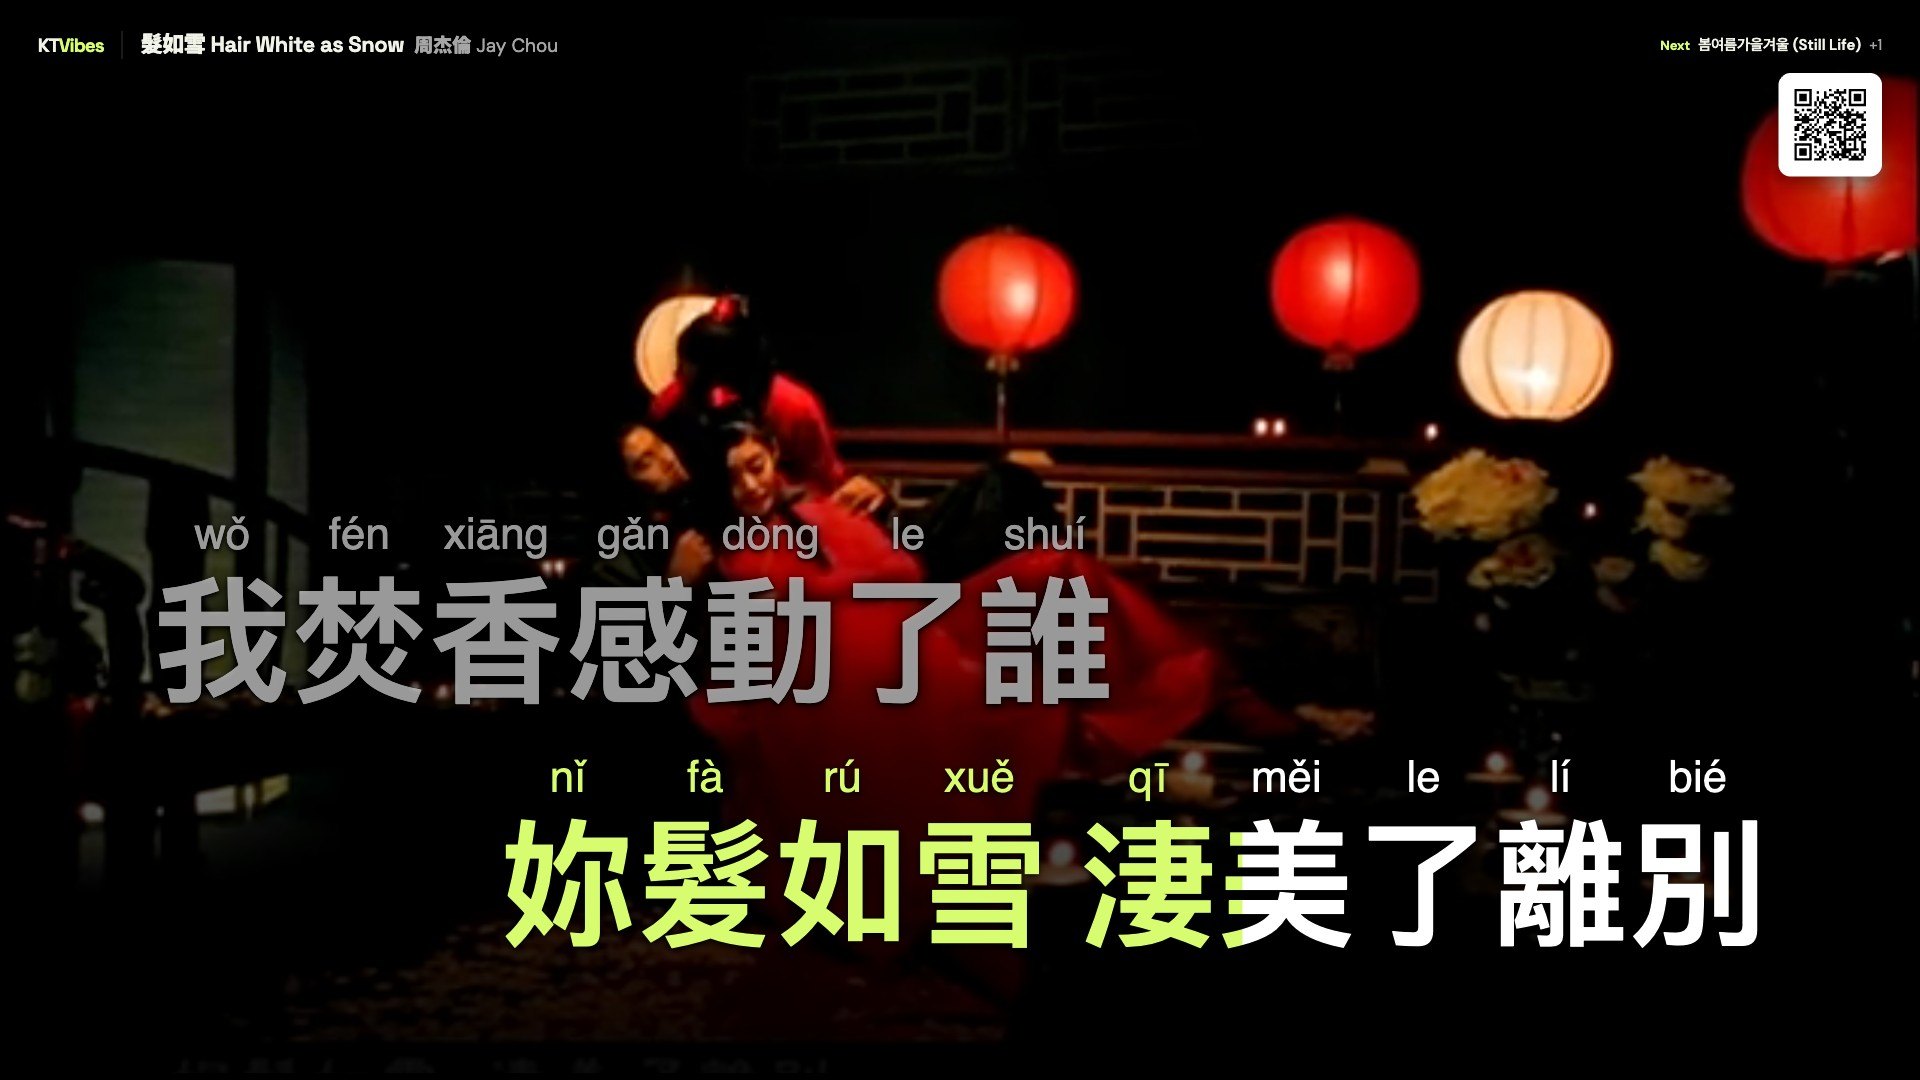 KTVibes 髮如雪 Hair White as Snow 周杰倫 Jay Chou
Next 봄여름가을겨울 (Still Life) +1
wǒ fén xiāng gǎn dòng le shuí
我焚香感動了誰
nǐ fà rú xuě qī měi le lí bié
妳髮如雪 淒美了離別